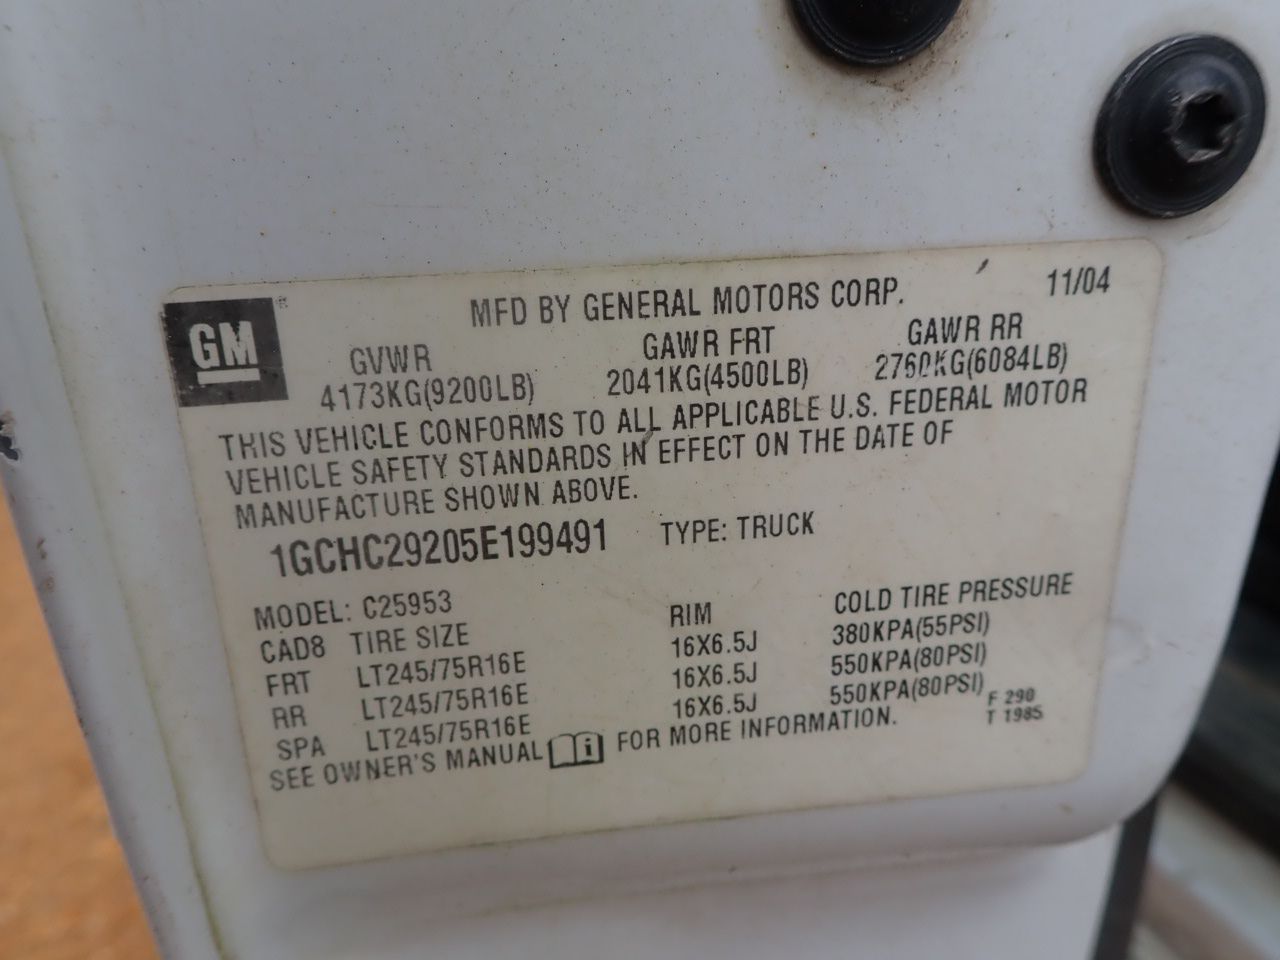 GM
MFD BY GENERAL MOTORS CORP. 11/04
GVWR GAWR FRT GAWR RR
4173KG(9200LB) 2041KG(4500LB) 2760KG(6084LB)
THIS VEHICLE CONFORMS TO ALL APPLICABLE U.S. FEDERAL MOTOR
VEHICLE SAFETY STANDARDS IN EFFECT ON THE DATE OF
MANUFACTURE SHOWN ABOVE.
1GCHC29205E199491 TYPE: TRUCK
MODEL: C25953
CAD8 TIRE SIZE RIM COLD TIRE PRESSURE
FRT LT245/75R16E 16X6.5J 380KPA(55PSI)
RR LT245/75R16E 16X6.5J 550KPA(80PSI)
SPA LT245/75R16E 16X6.5J 550KPA(80PSI)
SEE OWNER'S MANUAL FOR MORE INFORMATION.
F 290
T 1985